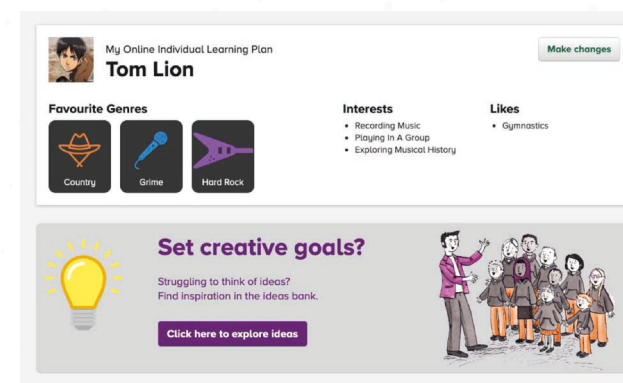 My Online Individual Learning Plan
Tom Lion
Make changes
Favourite Genres
Country
Grime
Hard Rock
Interests
Recording Music
Playing In A Group
Exploring Musical History
Likes
Gymnastics
Set creative goals?
Struggling to think of ideas?
Find inspiration in the ideas bank.
Click here to explore ideas